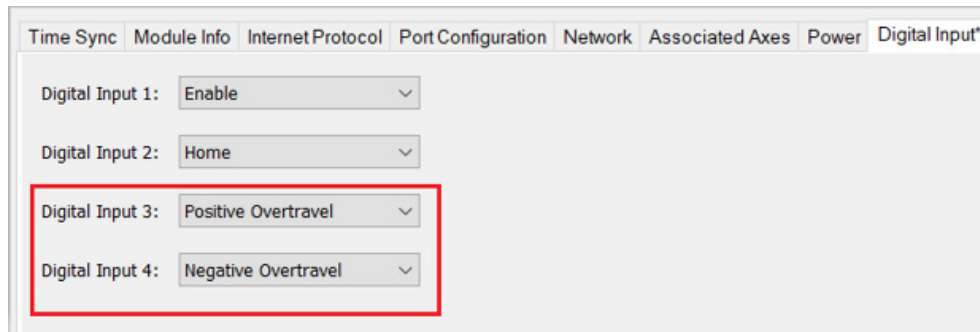 Time Sync Module Info Internet Protocol Port Configuration Network Associated Axes Power Digital Input*
Digital Input 1: Enable
Digital Input 2: Home
Digital Input 3: Positive Overtravel
Digital Input 4: Negative Overtravel